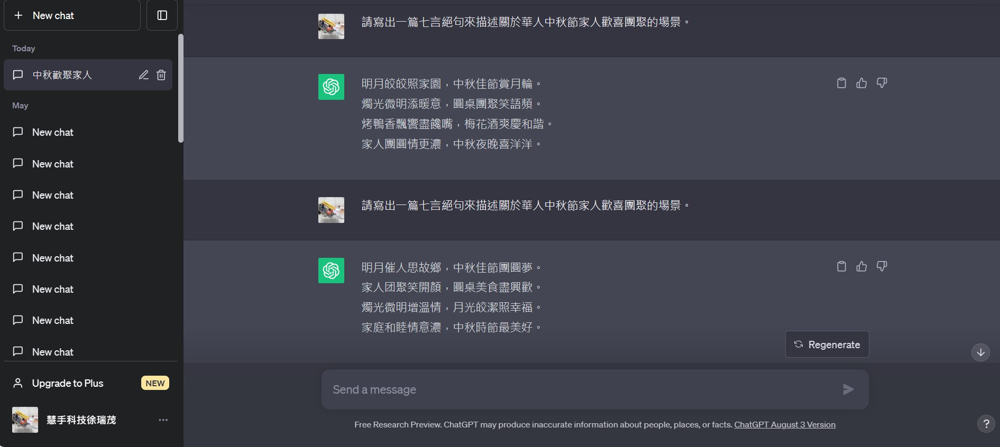 New chat
Today
中秋歡聚家人
May
New chat
New chat
New chat
New chat
New chat
New chat
New chat
New chat
Upgrade to Plus NEW
慧手科技徐瑞茂
請寫出一篇七言絕句來描述關於華人中秋節家人歡喜團聚的場景。
明月皎皎照家園，中秋佳節賞月輪。
燭光微明添暖意，圓桌團聚笑語頻。
烤鴨香飄饗盡饞嘴，梅花酒爽慶和諧。
家人團圓情更濃，中秋夜晚喜洋洋。
請寫出一篇七言絕句來描述關於華人中秋節家人歡喜團聚的場景。
明月催人思故鄉，中秋佳節團圓夢。
家人团聚笑開顏，圓桌美食盡興歡。
燭光微明增溫情，月光皎潔照幸福。
家庭和睦情意濃，中秋時節最美好。
Regenerate
Send a message
Free Research Preview. ChatGPT may produce inaccurate information about people, places, or facts. ChatGPT August 3 Version
?